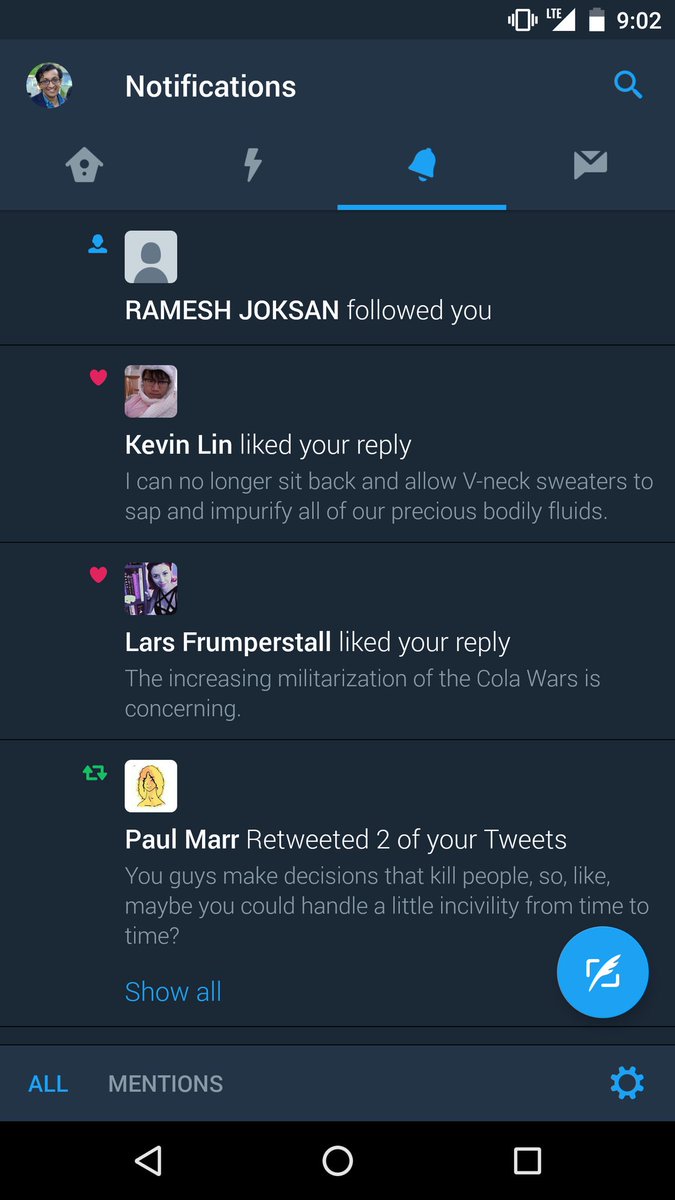 LTE 9:02
Notifications
RAMESH JOKSAN followed you
Kevin Lin liked your reply
I can no longer sit back and allow V-neck sweaters to
sap and impurify all of our precious bodily fluids.
Lars Frumperstall liked your reply
The increasing militarization of the Cola Wars is
concerning.
Paul Marr Retweeted 2 of your Tweets
You guys make decisions that kill people, so, like,
maybe you could handle a little incivility from time to
time?
Show all
ALL MENTIONS